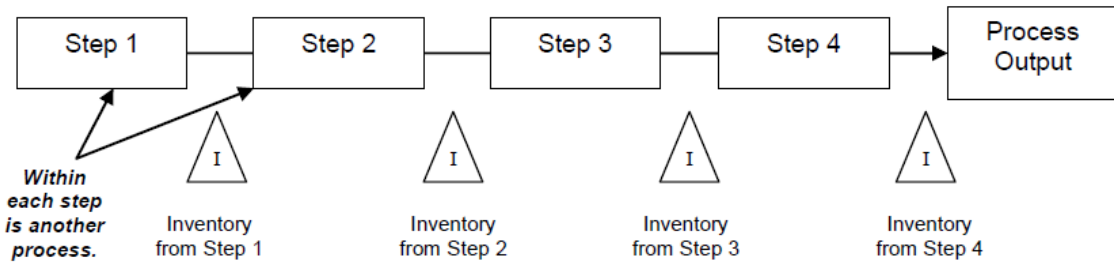 Step 1
Step 2
Step 3
Step 4
Process
Output
I
I
I
I
Within
each step
is another
process.
Inventory
from Step 1
Inventory
from Step 2
Inventory
from Step 3
Inventory
from Step 4